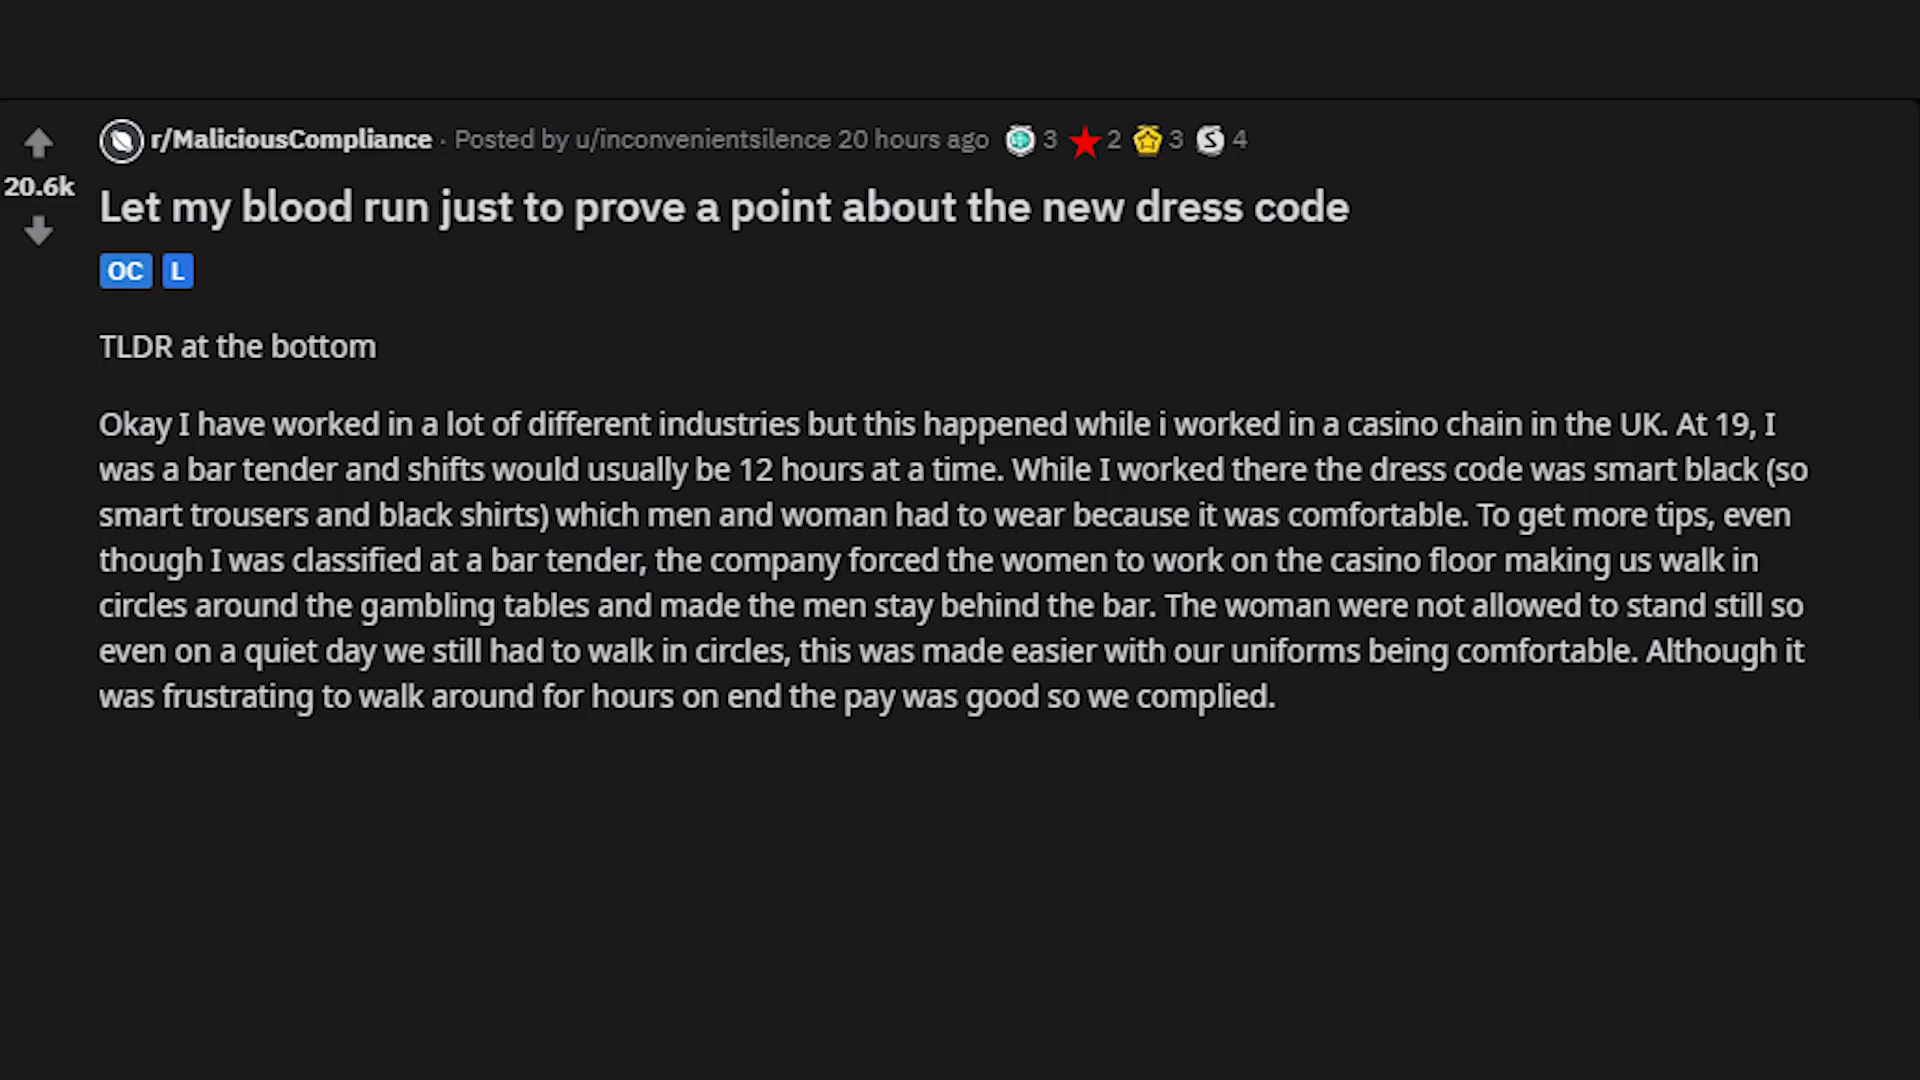 r/MaliciousCompliance · Posted by u/inconvenientsilence 20 hours ago 3 2 3 S 4
20.6k
Let my blood run just to prove a point about the new dress code
OC L
TLDR at the bottom
Okay I have worked in a lot of different industries but this happened while i worked in a casino chain in the UK. At 19, I
was a bar tender and shifts would usually be 12 hours at a time. While I worked there the dress code was smart black (so
smart trousers and black shirts) which men and woman had to wear because it was comfortable. To get more tips, even
though I was classified at a bar tender, the company forced the women to work on the casino floor making us walk in
circles around the gambling tables and made the men stay behind the bar. The woman were not allowed to stand still so
even on a quiet day we still had to walk in circles, this was made easier with our uniforms being comfortable. Although it
was frustrating to walk around for hours on end the pay was good so we complied.